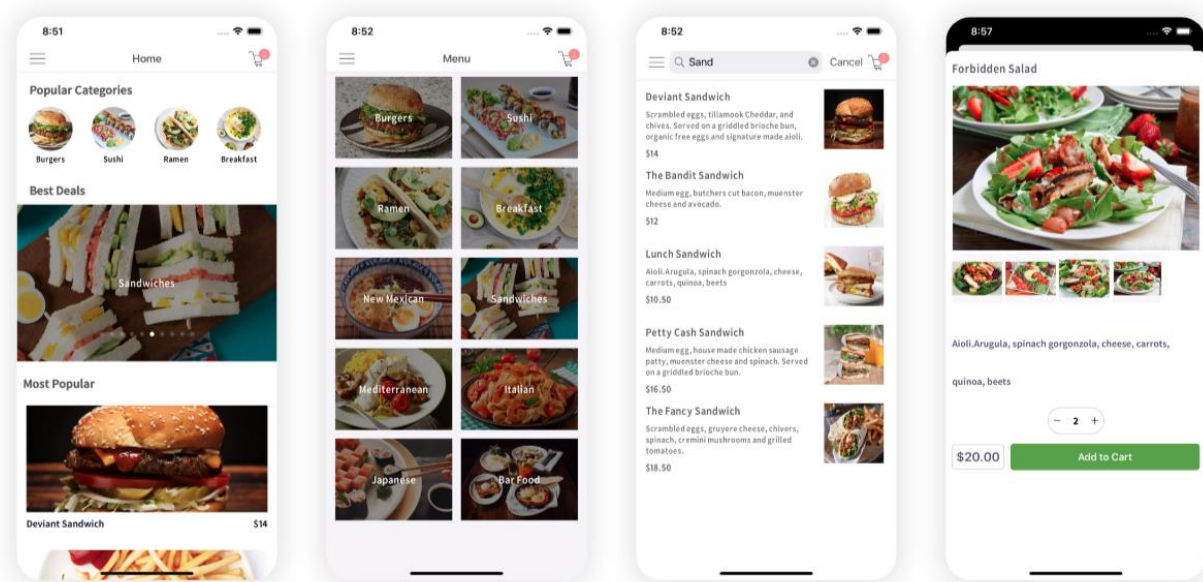 8:51
Home
Popular Categories
Burgers
Sushi
Ramen
Breakfast
Best Deals
Sandwiches
Most Popular
Deviant Sandwich
$14
8:52
Menu
Burgers
Sushi
Ramen
Breakfast
New Mexican
Sandwiches
Mediterranean
Italian
Japanese
Bar Food
8:52
Sand
Cancel
Deviant Sandwich
Scrambled eggs, tillamook Cheddar, and
chives. Served on a griddled brioche bun,
organic free eggs and signature made aioli.
$14
The Bandit Sandwich
Medium egg, butchers cut bacon, muenster
cheese and avocado.
$12
Lunch Sandwich
Aioli.Arugula, spinach gorgonzola, cheese,
carrots, quinoa, beets
$10.50
Petty Cash Sandwich
Medium egg, house made chicken sausage
patty, muenster cheese and spinach. Served
on a griddled brioche bun.
$16.50
The Fancy Sandwich
Scrambled eggs, gruyere cheese, chivers,
spinach, cremini mushrooms and grilled
tomatoes.
$18.50
8:57
Forbidden Salad
Aioli.Arugula, spinach gorgonzola, cheese, carrots,
quinoa, beets
− 2 +
$20.00
Add to Cart